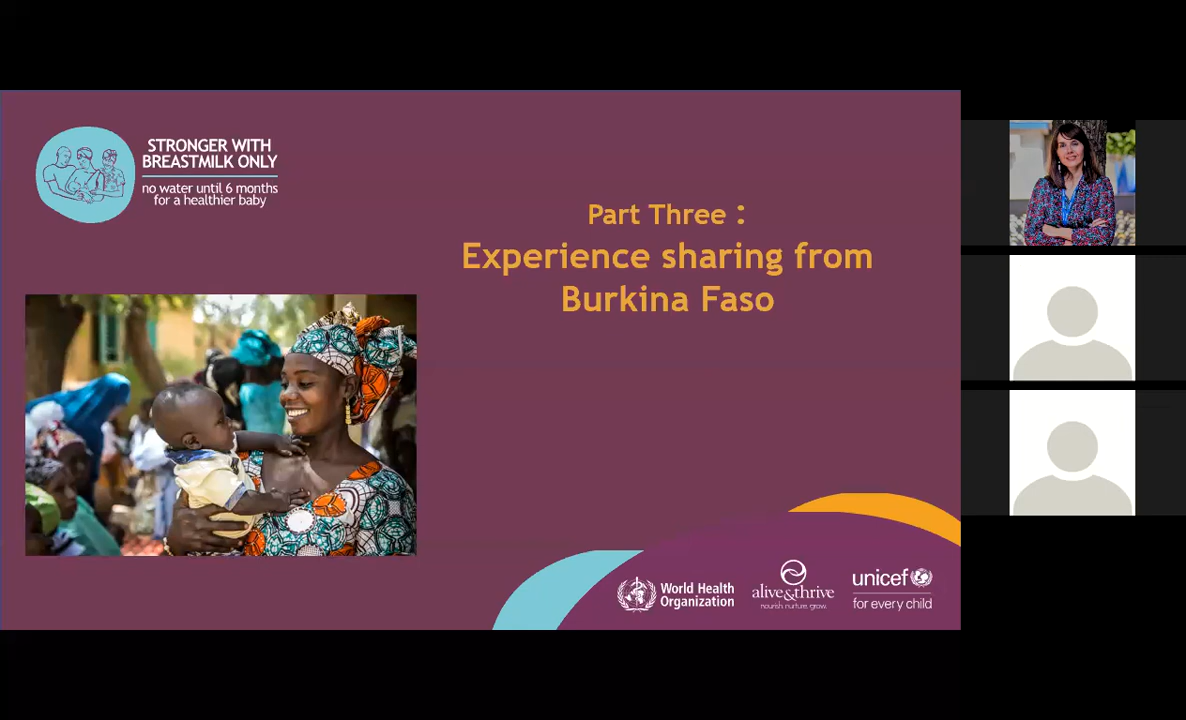 STRONGER WITH
BREASTMILK ONLY
no water until 6 months
for a healthier baby
Part Three :
Experience sharing from
Burkina Faso
World Health
Organization
alive&thrive
nourish. nurture. grow.
unicef
for every child